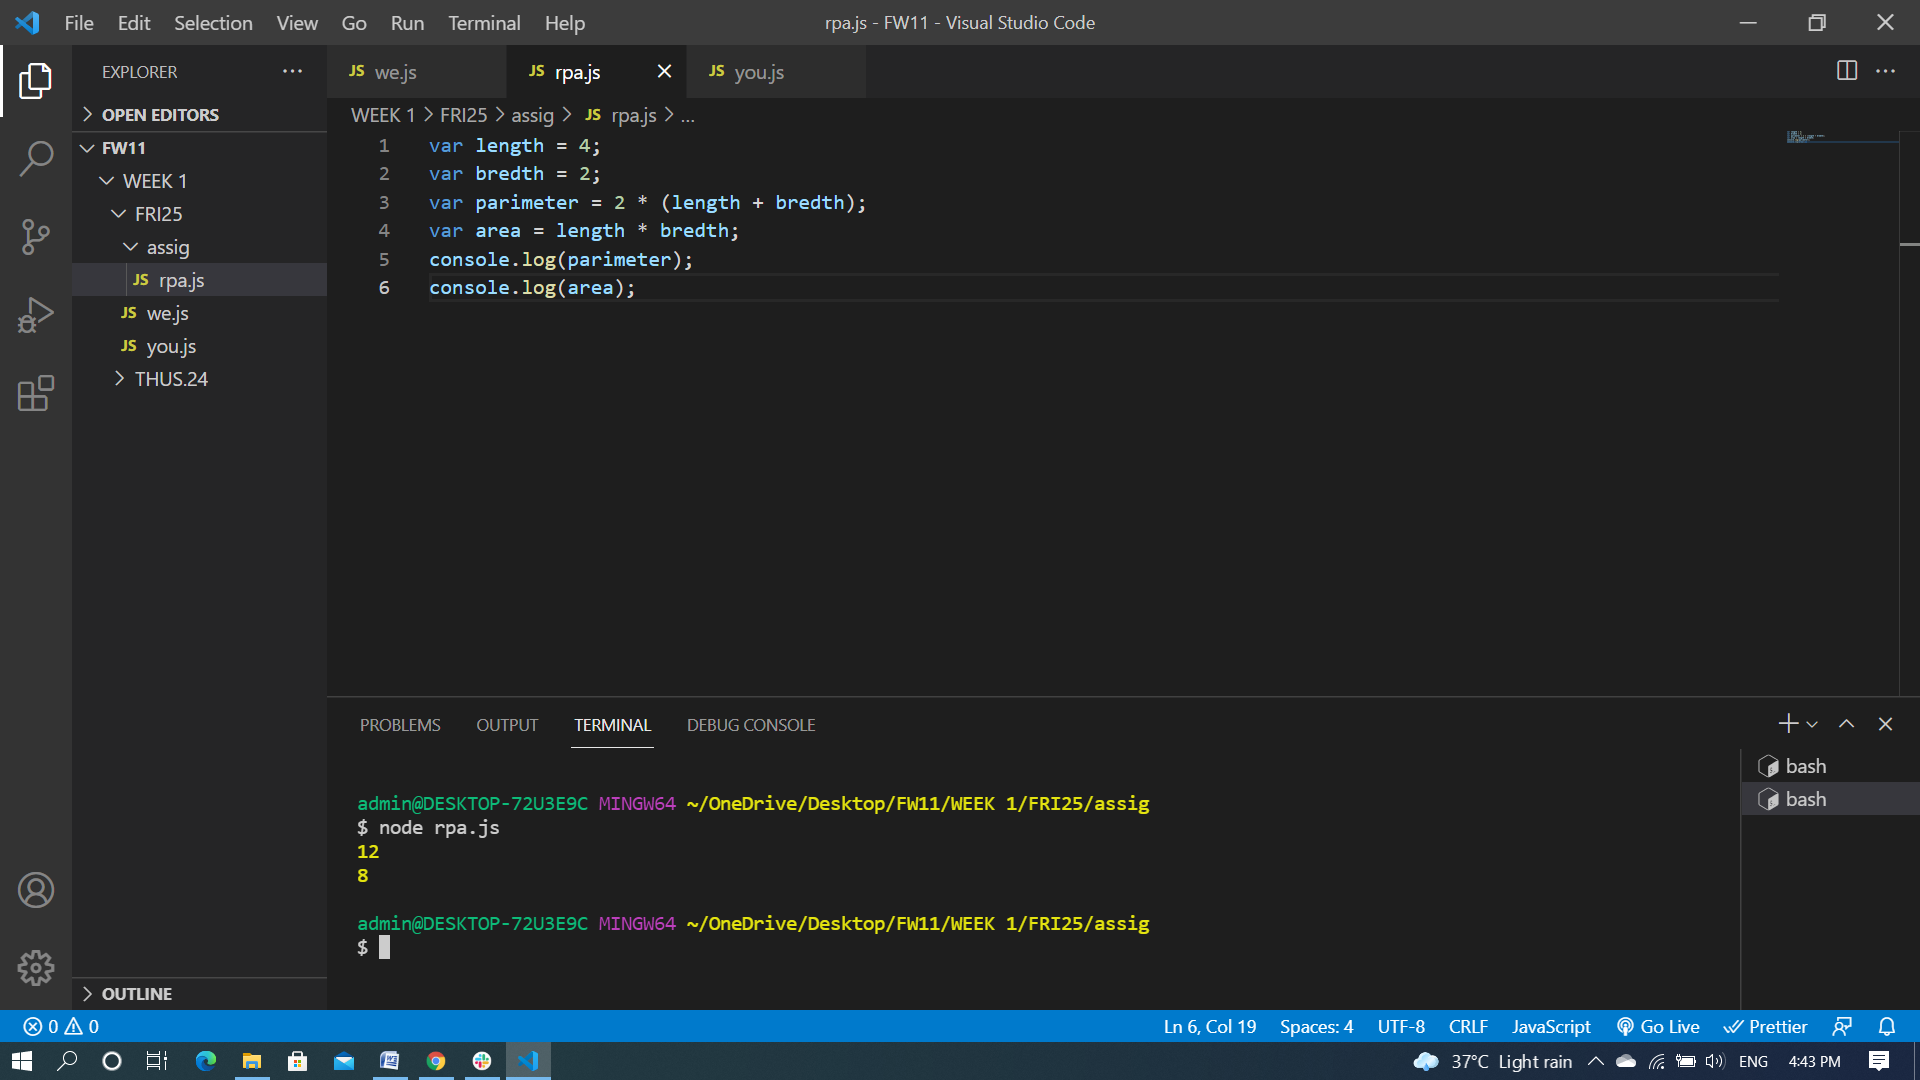 File Edit Selection View Go Run Terminal Help
rpa.js - FW11 - Visual Studio Code
EXPLORER
OPEN EDITORS
FW11
WEEK 1
FRI25
assig
JS rpa.js
JS we.js
JS you.js
THUS.24
OUTLINE
JS we.js JS rpa.js JS you.js
WEEK 1 > FRI25 > assig > JS rpa.js > ...
1 var length = 4;
2 var bredth = 2;
3 var parimeter = 2 * (length + bredth);
4 var area = length * bredth;
5 console.log(parimeter);
6 console.log(area);
PROBLEMS OUTPUT TERMINAL DEBUG CONSOLE
admin@DESKTOP-72U3E9C MINGW64 ~/OneDrive/Desktop/FW11/WEEK 1/FRI25/assig
$ node rpa.js
12
8
admin@DESKTOP-72U3E9C MINGW64 ~/OneDrive/Desktop/FW11/WEEK 1/FRI25/assig
$
bash
bash
0 0 Ln 6, Col 19 Spaces: 4 UTF-8 CRLF JavaScript Go Live Prettier
37°C Light rain ENG 4:43 PM